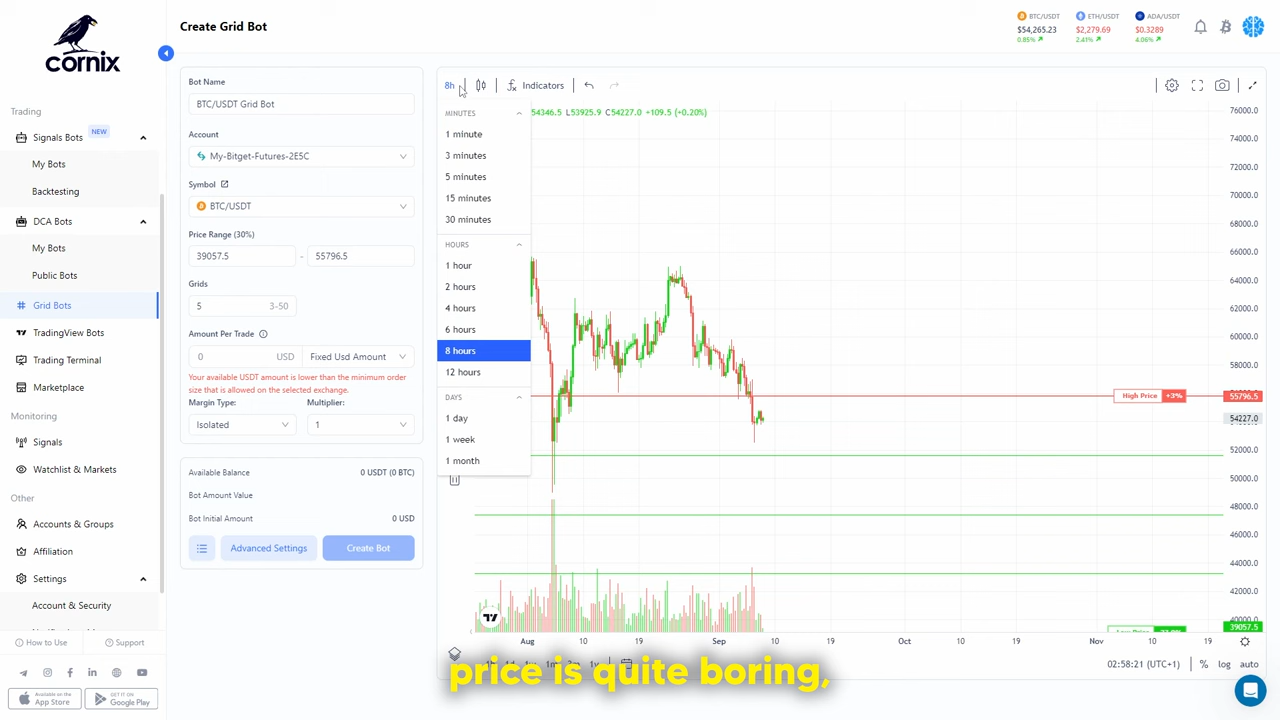 cornix
Trading
Signals Bots NEW
My Bots
Backtesting
DCA Bots
My Bots
Public Bots
Grid Bots
TradingView Bots
Trading Terminal
Marketplace
Monitoring
Signals
Watchlist & Markets
Other
Accounts & Groups
Affiliation
Settings
Account & Security
How to Use
Support
Available on the
App Store
GET IT ON
Google Play
Create Grid Bot
BTC/USDT
$54,265.23
0.85%
ETH/USDT
$2,279.69
2.41%
ADA/USDT
$0.3289
4.06%
Bot Name
BTC/USDT Grid Bot
Account
My-Bitget-Futures-2E5C
Symbol
BTC/USDT
Price Range (30%)
39057.5 - 55796.5
Grids
5 3-50
Amount Per Trade
0 USD Fixed Usd Amount
Your available USDT amount is lower than the minimum order
size that is allowed on the selected exchange.
Margin Type: Multiplier:
Isolated 1
Available Balance 0 USDT (0 BTC)
Bot Amount Value
Bot Initial Amount 0 USD
Advanced Settings
Create Bot
8h
Indicators
54346.5 L53925.9 C54227.0 +109.5 (+0.20%)
MINUTES
1 minute
3 minutes
5 minutes
15 minutes
30 minutes
HOURS
1 hour
2 hours
4 hours
6 hours
8 hours
12 hours
DAYS
1 day
1 week
1 month
76000.0
74000.0
72000.0
70000.0
68000.0
66000.0
64000.0
62000.0
60000.0
58000.0
High Price +3% 55796.5
54227.0
52000.0
50000.0
48000.0
46000.0
44000.0
42000.0
39057.5
Aug 10 19 Sep 10 19 Oct 10 19 Nov 10 19
02:58:21 (UTC+1) % log auto
price is quite boring,